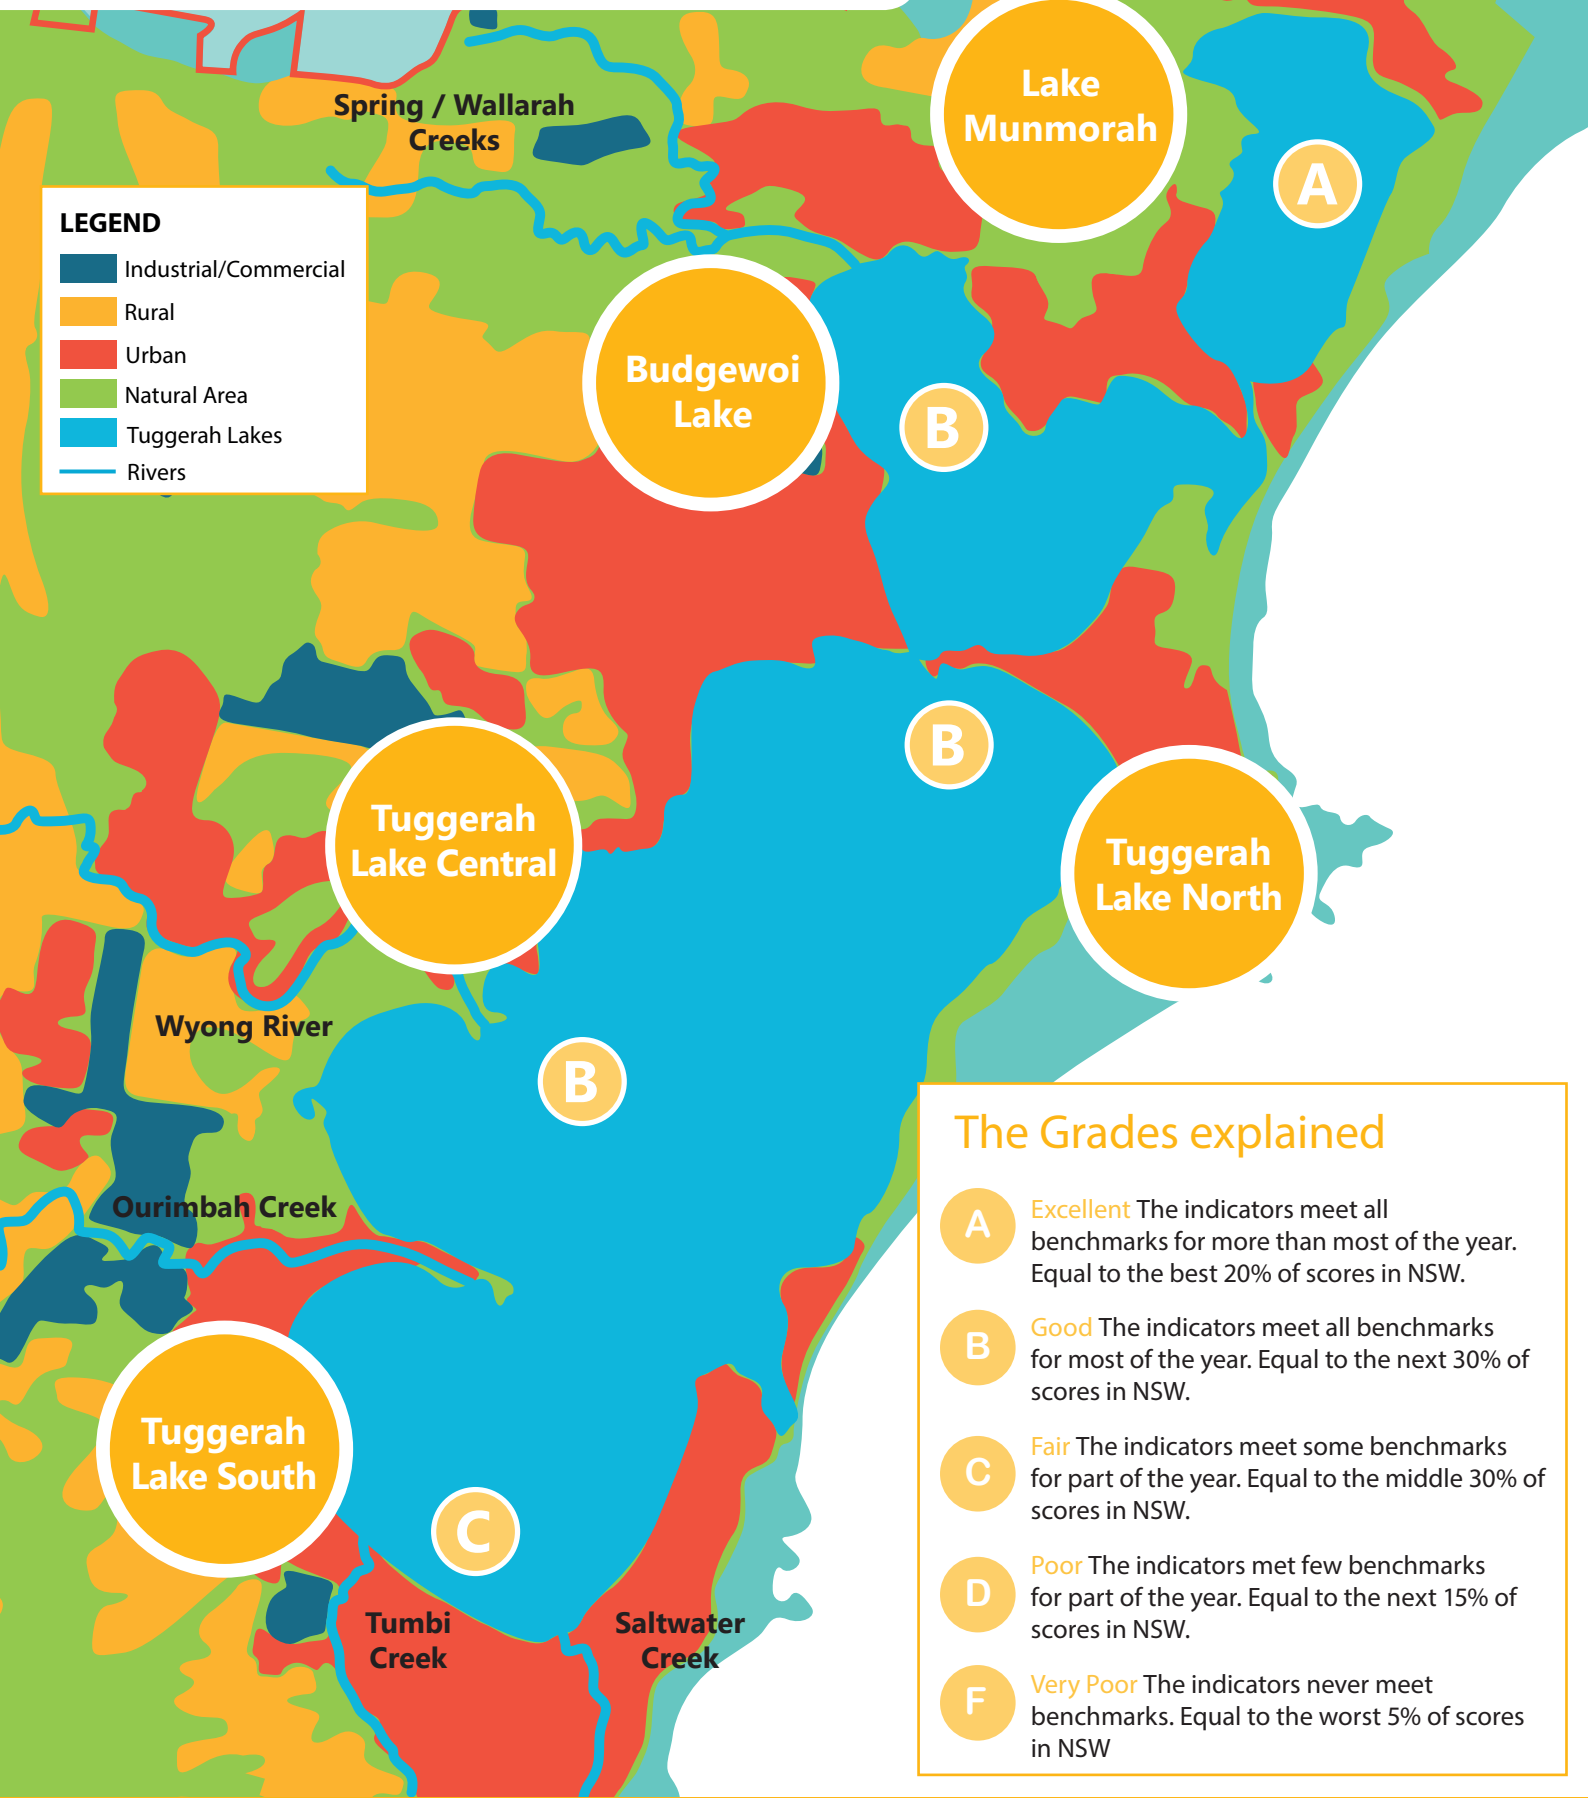 Spring / Wallarah
Creeks
Lake
Munmorah
A
LEGEND
Industrial/Commercial
Rural
Urban
Natural Area
Tuggerah Lakes
Rivers
Budgewoi
Lake
B
B
Tuggerah
Lake Central
Tuggerah
Lake North
Wyong River
B
Ourimbah Creek
Tuggerah
Lake South
C
Tumbi
Creek
Saltwater
Creek
The Grades explained
A
Excellent The indicators meet all
benchmarks for more than most of the year.
Equal to the best 20% of scores in NSW.
B
Good The indicators meet all benchmarks
for most of the year. Equal to the next 30% of
scores in NSW.
C
Fair The indicators meet some benchmarks
for part of the year. Equal to the middle 30% of
scores in NSW.
D
Poor The indicators met few benchmarks
for part of the year. Equal to the next 15% of
scores in NSW.
F
Very Poor The indicators never meet
benchmarks. Equal to the worst 5% of scores
in NSW